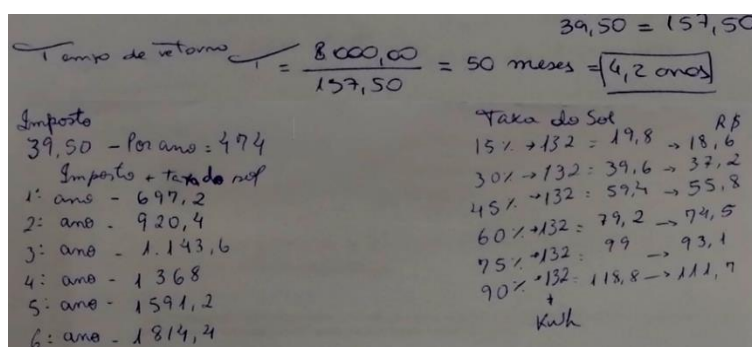 39,50 = 157,50
Tempo de retorno T = 8 000,00 / 157,50 = 50 meses = 4,2 anos
Imposto
39,50 - Por ano = 474
Imposto + taxa do sol
1º ano - 697,2
2º ano - 920,4
3º ano - 1.143,6
4º ano - 1 368
5º ano - 1591,2
6º ano - 1814,4
Taxa do Sol R$
15% → 132 = 19,8 → 18,6
30% → 132 = 39,6 → 37,2
45% → 132 = 59,4 → 55,8
60% → 132 = 79,2 → 74,5
75% → 132 = 99 → 93,1
90% → 132 = 118,8 → 111,7
Kwh